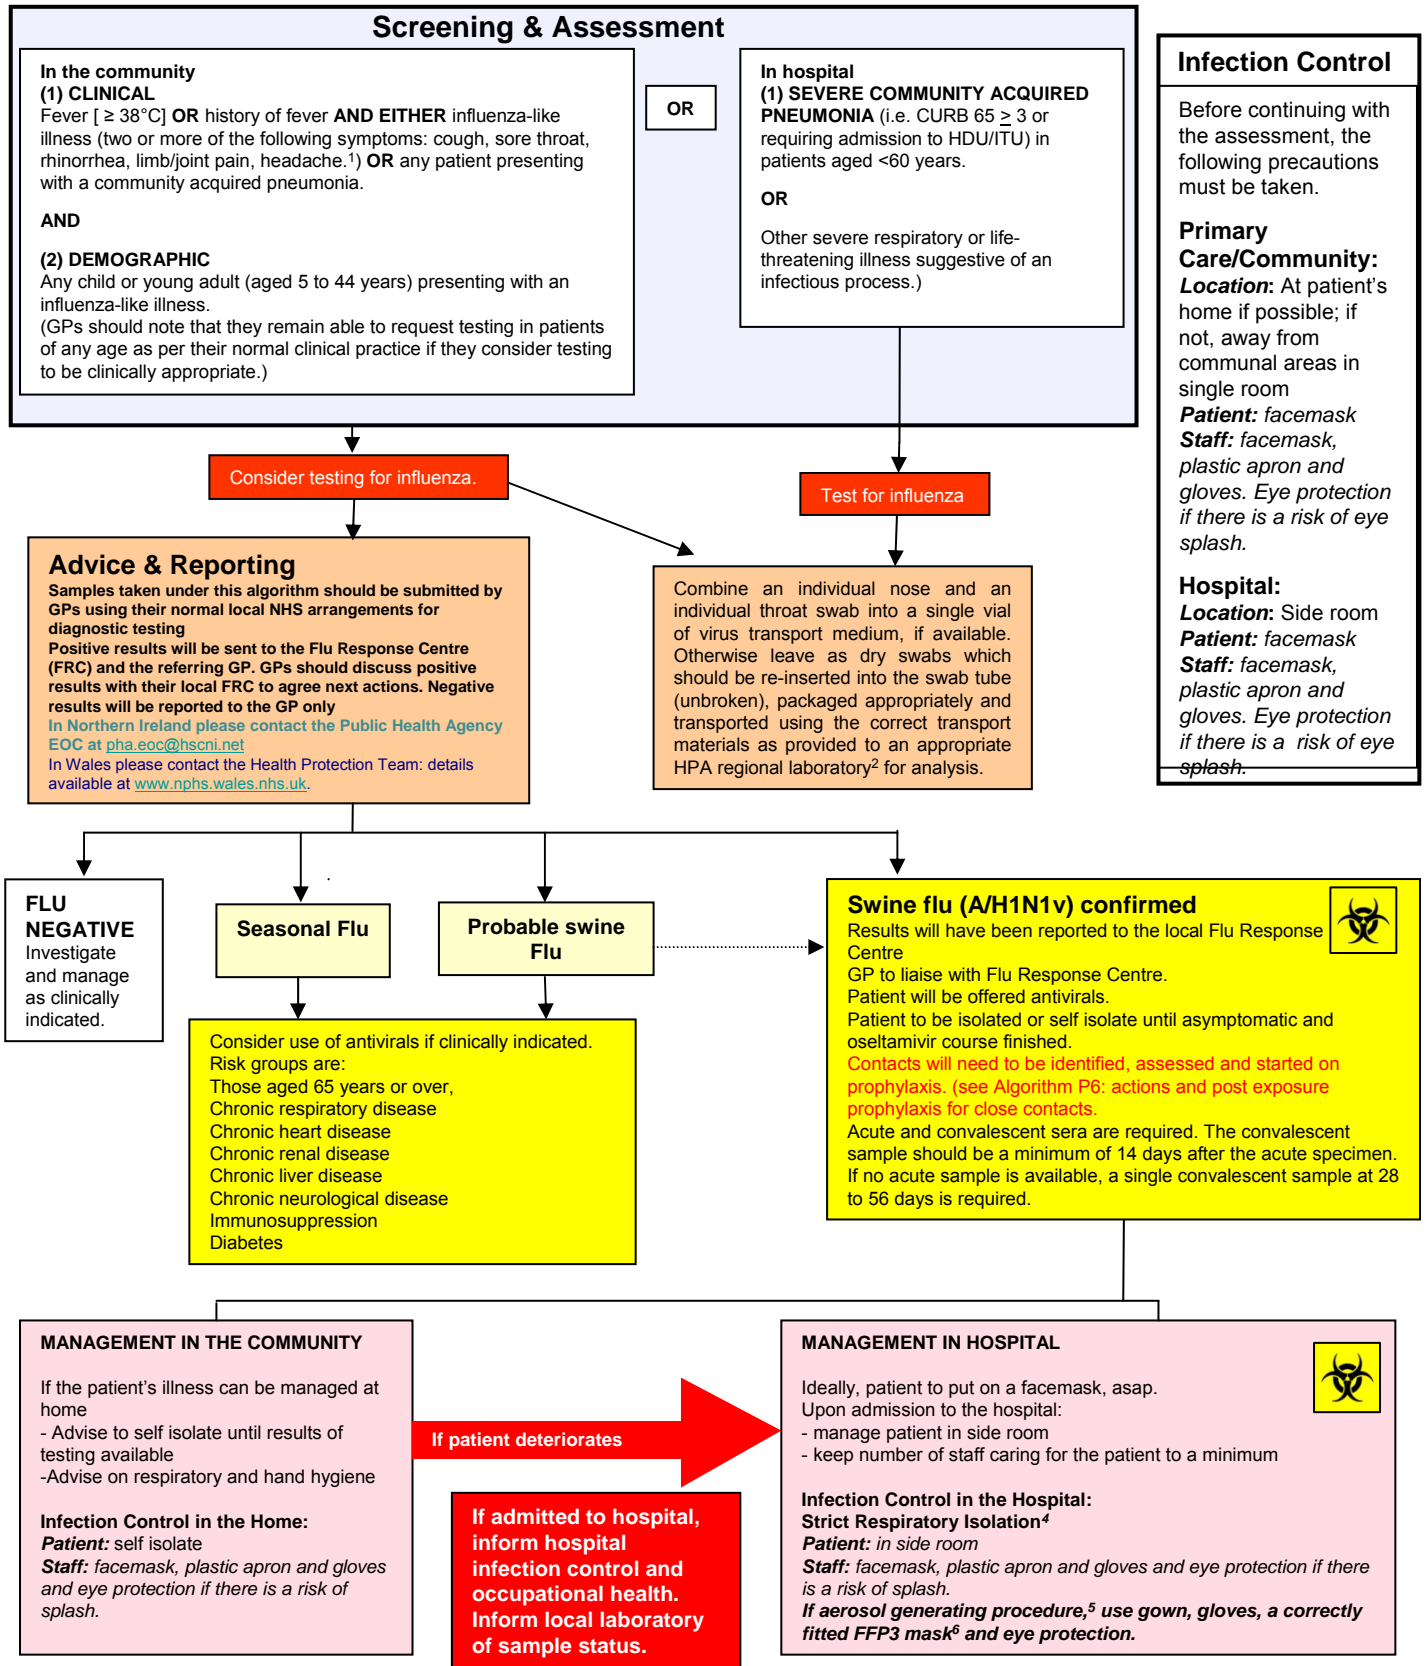 Screening & Assessment
In the community
(1) CLINICAL
Fever [ ≥ 38°C] OR history of fever AND EITHER influenza-like
illness (two or more of the following symptoms: cough, sore throat,
rhinorrhea, limb/joint pain, headache.¹) OR any patient presenting
with a community acquired pneumonia.
AND
(2) DEMOGRAPHIC
Any child or young adult (aged 5 to 44 years) presenting with an
influenza-like illness.
(GPs should note that they remain able to request testing in patients
of any age as per their normal clinical practice if they consider testing
to be clinically appropriate.)
OR
In hospital
(1) SEVERE COMMUNITY ACQUIRED
PNEUMONIA (i.e. CURB 65 ≥ 3 or
requiring admission to HDU/ITU) in
patients aged <60 years.
OR
Other severe respiratory or life-
threatening illness suggestive of an
infectious process.)
Infection Control
Before continuing with
the assessment, the
following precautions
must be taken.
Primary
Care/Community:
Location: At patient's
home if possible; if
not, away from
communal areas in
single room
Patient: facemask
Staff: facemask,
plastic apron and
gloves. Eye protection
if there is a risk of eye
splash.
Hospital:
Location: Side room
Patient: facemask
Staff: facemask,
plastic apron and
gloves. Eye protection
if there is a risk of eye
splash.
Consider testing for influenza.
Test for influenza
Advice & Reporting
Samples taken under this algorithm should be submitted by
GPs using their normal local NHS arrangements for
diagnostic testing
Positive results will be sent to the Flu Response Centre
(FRC) and the referring GP. GPs should discuss positive
results with their local FRC to agree next actions. Negative
results will be reported to the GP only
In Northern Ireland please contact the Public Health Agency
EOC at pha.eoc@hscni.net
In Wales please contact the Health Protection Team: details
available at www.nphs.wales.nhs.uk.
Combine an individual nose and an
individual throat swab into a single vial
of virus transport medium, if available.
Otherwise leave as dry swabs which
should be re-inserted into the swab tube
(unbroken), packaged appropriately and
transported using the correct transport
materials as provided to an appropriate
HPA regional laboratory² for analysis.
FLU
NEGATIVE
Investigate
and manage
as clinically
indicated.
Seasonal Flu
Probable swine
Flu
Swine flu (A/H1N1v) confirmed
Results will have been reported to the local Flu Response
Centre
GP to liaise with Flu Response Centre.
Patient will be offered antivirals.
Patient to be isolated or self isolate until asymptomatic and
oseltamivir course finished.
Contacts will need to be identified, assessed and started on
prophylaxis. (see Algorithm P6: actions and post exposure
prophylaxis for close contacts.
Acute and convalescent sera are required. The convalescent
sample should be a minimum of 14 days after the acute specimen.
If no acute sample is available, a single convalescent sample at 28
to 56 days is required.
Consider use of antivirals if clinically indicated.
Risk groups are:
Those aged 65 years or over,
Chronic respiratory disease
Chronic heart disease
Chronic renal disease
Chronic liver disease
Chronic neurological disease
Immunosuppression
Diabetes
MANAGEMENT IN THE COMMUNITY
If the patient's illness can be managed at
home
- Advise to self isolate until results of
testing available
-Advise on respiratory and hand hygiene
Infection Control in the Home:
Patient: self isolate
Staff: facemask, plastic apron and gloves
and eye protection if there is a risk of
splash.
If patient deteriorates
If admitted to hospital,
inform hospital
infection control and
occupational health.
Inform local laboratory
of sample status.
MANAGEMENT IN HOSPITAL
Ideally, patient to put on a facemask, asap.
Upon admission to the hospital:
- manage patient in side room
- keep number of staff caring for the patient to a minimum
Infection Control in the Hospital:
Strict Respiratory Isolation⁴
Patient: in side room
Staff: facemask, plastic apron and gloves and eye protection if there
is a risk of splash.
If aerosol generating procedure,⁵ use gown, gloves, a correctly
fitted FFP3 mask⁶ and eye protection.